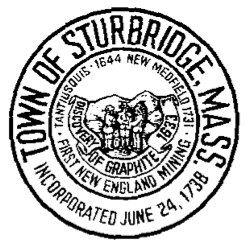 TOWN OF STURBRIDGE, MASS
INCORPORATED JUNE 24, 1738
·TANTIUSQUIS·1644 NEW MEDFIELD 1731·
FIRST NEW ENGLAND MINING
DISCOVERY OF GRAPHITE 1633